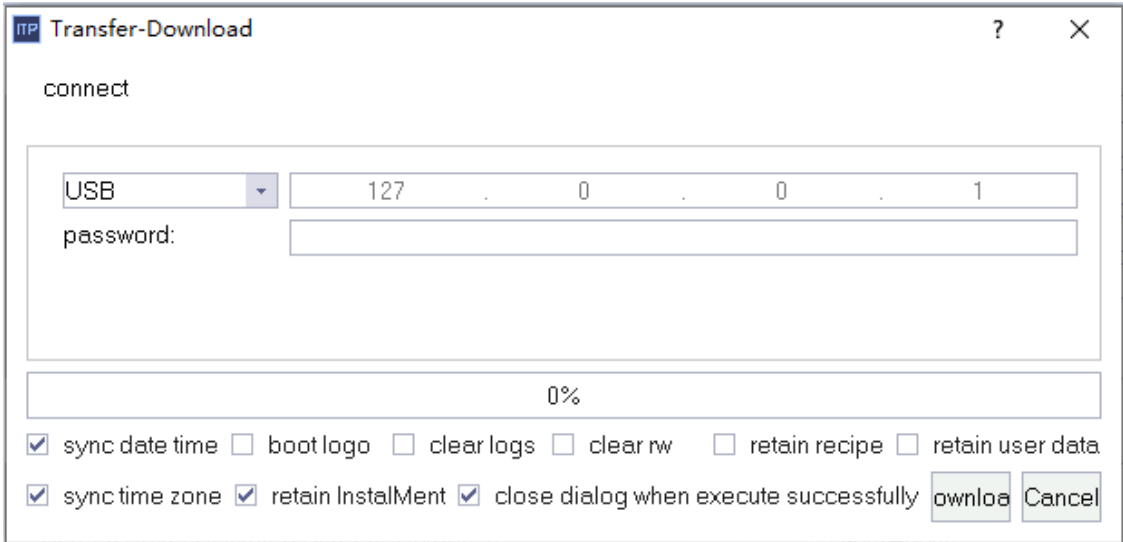 ITP Transfer-Download ?
connect
USB 127 . 0 . 0 . 1
password:
0%
sync date time boot logo clear logs clear rw retain recipe retain user data
sync time zone retain InstalMent close dialog when execute successfully ownloa Cancel